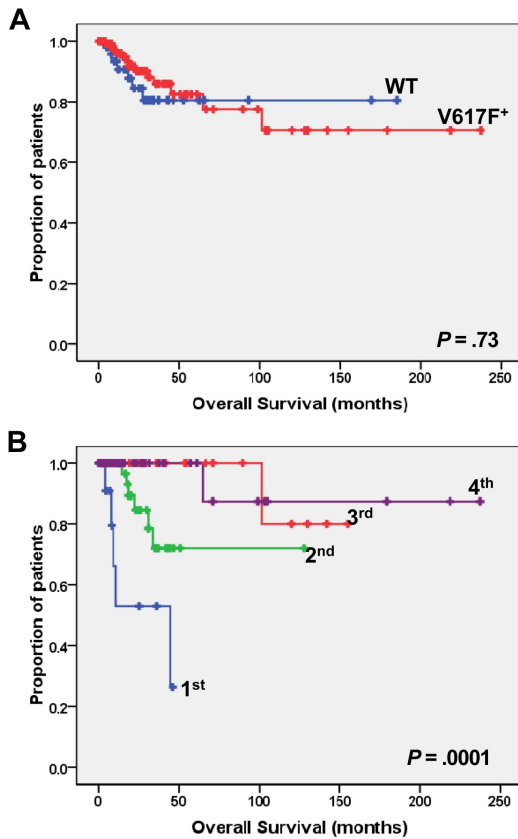 A
Proportion of patients
1.0
0.8
0.6
0.4
0.2
0.0
WT
V617F+
P = .73
0 50 100 150 200 250
Overall Survival (months)
B
Proportion of patients
1.0
0.8
0.6
0.4
0.2
0.0
4th
3rd
2nd
1st
P = .0001
0 50 100 150 200 250
Overall Survival (months)